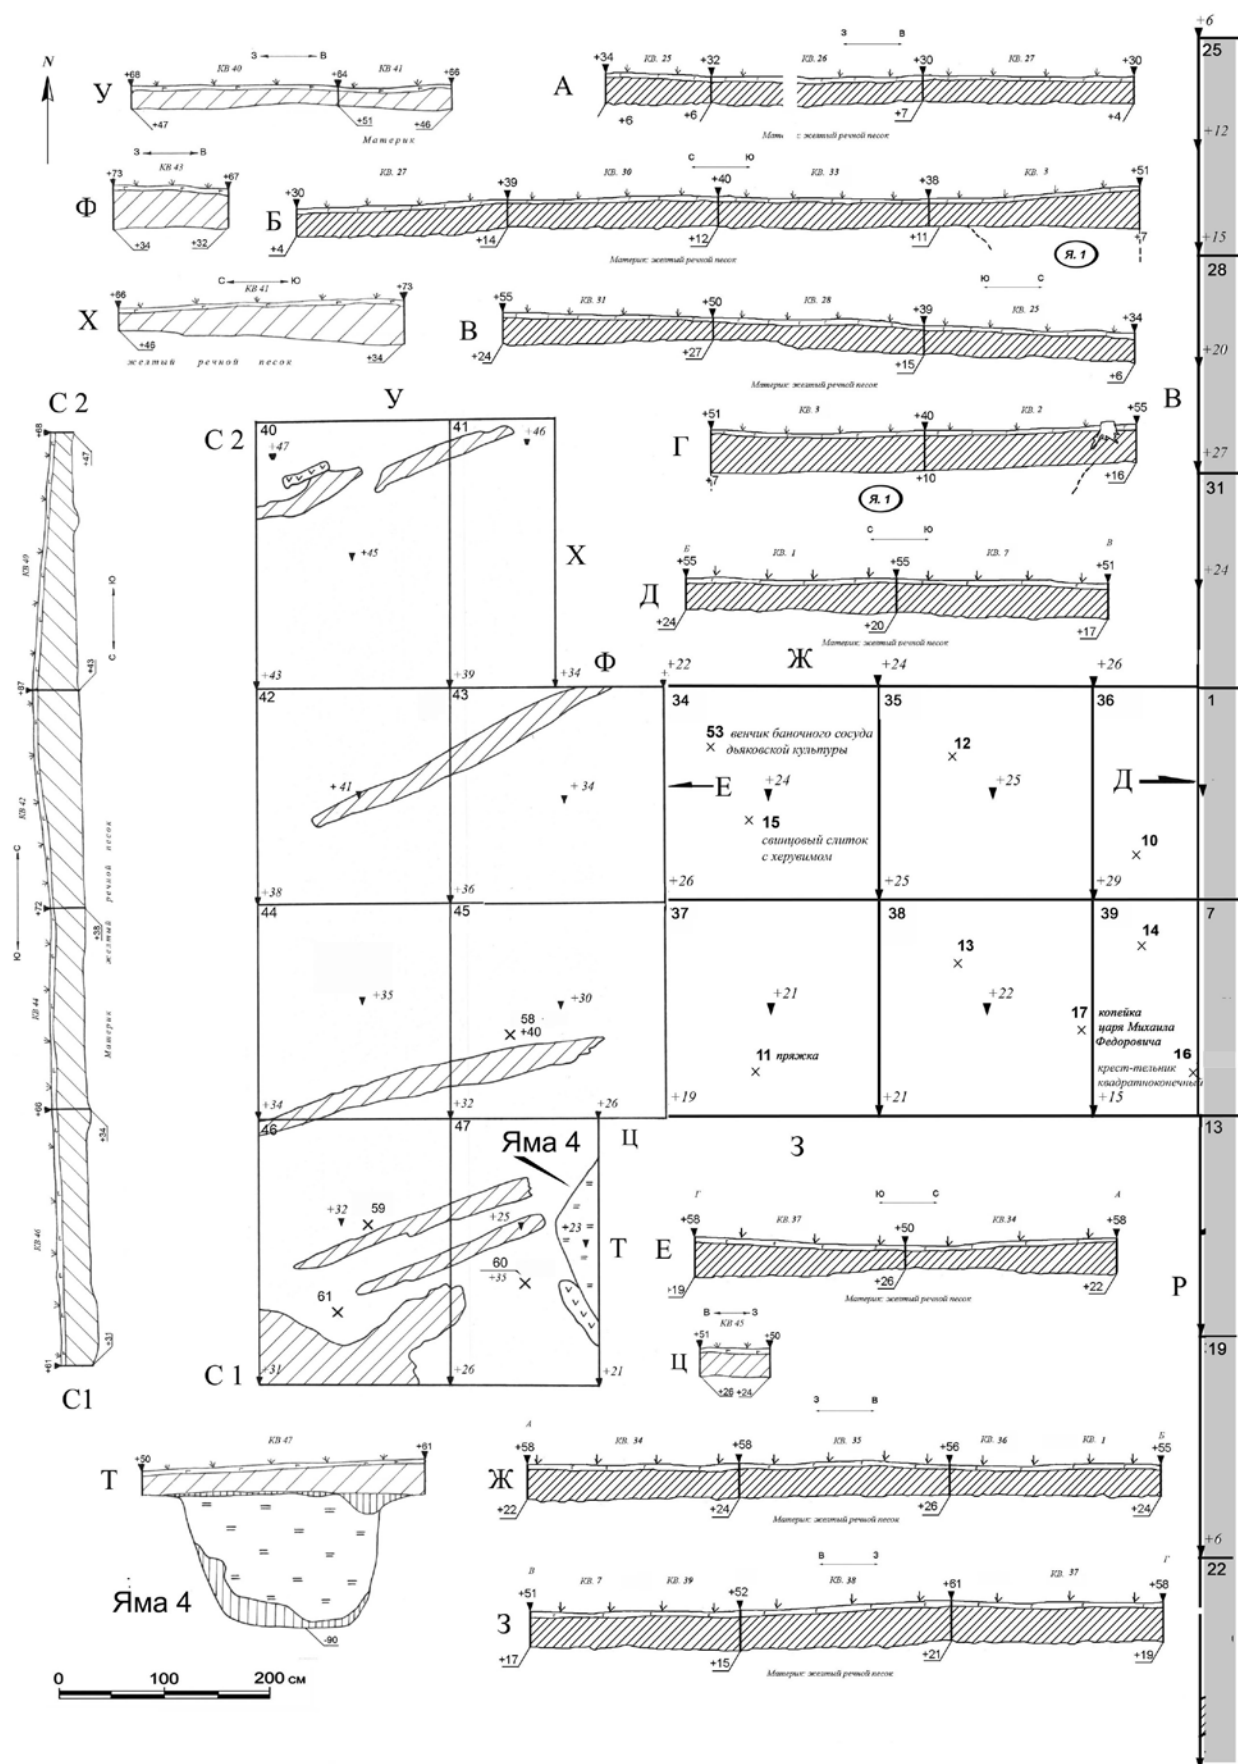 N
У
З В
КВ 40 КВ 41
+68 +64 +66
+47 +51 +46
Материк
А
З В
КВ. 25 КВ. 26 КВ. 27
+34 +32 +30 +30
+6 +6 +7 +4
желтый речной песок
+6
25
+12
+15
28
+20
+27
31
+24
Ф
З В
КВ 43
+73 +67
+34 +32
Б
С Ю
КВ. 27 КВ. 30 КВ. 33 КВ. 3
+30 +39 +40 +38 +51
+4 +14 +12 +11 +7
Материк: желтый речной песок
Я.1
Х
С Ю
КВ 41
+66 +73
+46 +34
желтый речной песок
В
Ю С
КВ. 31 КВ. 28 КВ. 25
+55 +50 +39 +34
+24 +27 +15 +6
Материк: желтый речной песок
В
Г
КВ. 3 КВ. 2
+51 +40 +55
+7 +10 +16
Я.1
Д
С Ю
Б КВ. 1 КВ. 7 В
+55 +55 +51
+24 +20 +17
Материк: желтый речной песок
С 2
+68 +47
КВ 40
Ю
С
+67 +43
КВ 42
С
Ю
+72 +38
КВ 44
Материк желтый речной песок
+66 +34
КВ 46
+61 +31
С1
У
С 2
40 41
+47 +46
+45
Х
+43 +39 +34
Ф
+22
Ж
+24 +26
42 43 34 35 36 1
53 венчик баночного сосуда
дьяковской культуры
12
+41 +34
Е
+24 +25
Д
15
свинцовый слиток
с херувимом
10
+38 +36 +26 +25 +29
44 45 37 38 39 7
13 14
+35 +30 +21 +22
58
+40
17 копейка
царя Михаила
Федоровича
11 пряжка
16
крест-тельник
квадратноконечный
+34 +32 +26 +19 +21 +15
46 47
Ц
З
13
Яма 4
+32 59 +25 +23
Т
60
+35
61
С 1
+31 +26 +21
Е
Ю С
Г КВ. 37 КВ. 34 А
+58 +50 +58
+19 +26 +22
Материк: желтый речной песок
Р
Ц
В З
КВ 45
+51 +50
+26 +24
19
Т
КВ 47
+50 +61
Яма 4
-90
Ж
З В
А КВ. 34 КВ. 35 КВ. 36 КВ. 1 Б
+58 +58 +56 +55
+22 +24 +26 +24
Материк: желтый речной песок
+6
22
З
В З
В КВ. 7 КВ. 39 КВ. 38 КВ. 37 Г
+51 +52 +61 +58
+17 +15 +21 +19
Материк: желтый речной песок
0 100 200 см